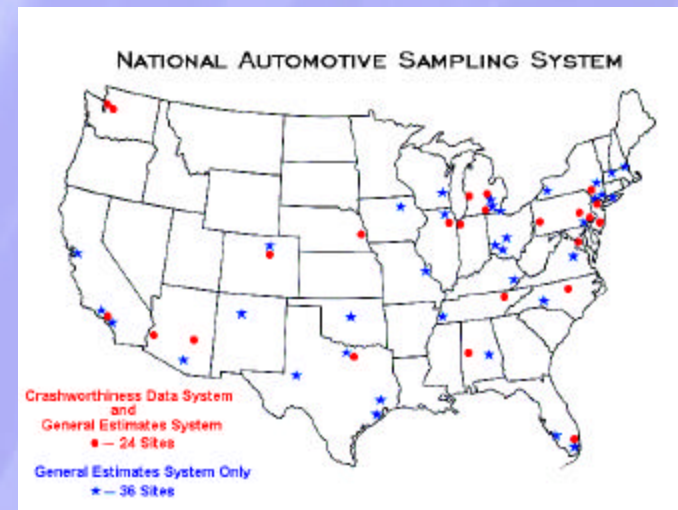 NATIONAL AUTOMOTIVE SAMPLING SYSTEM
Crashworthiness Data System
and
General Estimates System
● — 24 Sites
General Estimates System Only
★ — 36 Sites